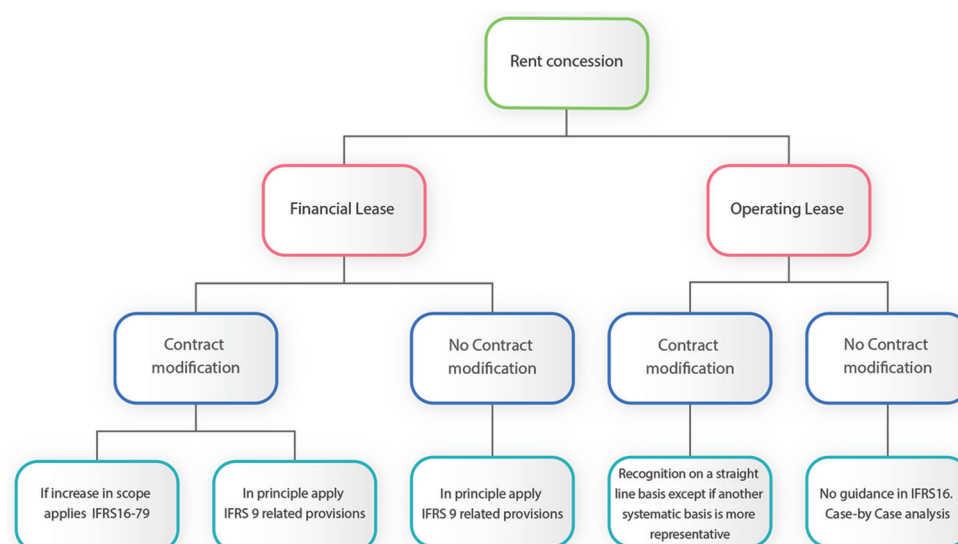 Rent concession
Financial Lease
Operating Lease
Contract
modification
No Contract
modification
Contract
modification
No Contract
modification
If increase in scope
applies IFRS16-79
In principle apply
IFRS 9 related provisions
In principle apply
IFRS 9 related provisions
Recognition on a straight
line basis except if another
systematic basis is more
representative
No guidance in IFRS16.
Case-by Case analysis